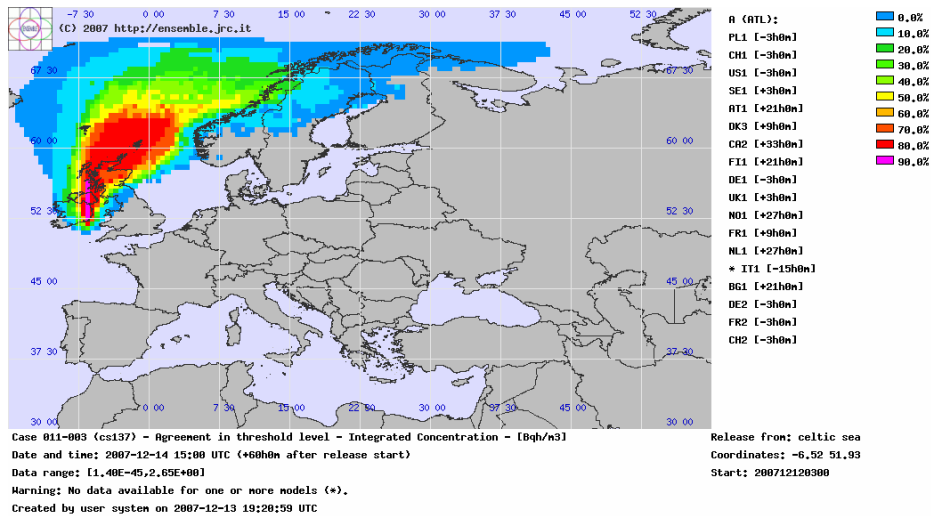 -7 30 0 00 7 30 15 00 22 30 30 00 37 30 45 00 52 30
(C) 2007 http://ensemble.jrc.it
67 30 67 30
60 00 60 00
52 30 52 30
45 00 45 00
37 30 37 30
0 00 7 30 15 00 22 30 30 00 37 30 45 00
30 00 30 00
A (ATL):
PL1 [-3h0m]
CH1 [-3h0m]
US1 [-3h0m]
SE1 [+3h0m]
AT1 [+21h0m]
DK3 [+9h0m]
CA2 [+33h0m]
FI1 [+21h0m]
DE1 [-3h0m]
UK1 [+3h0m]
NO1 [+27h0m]
FR1 [+9h0m]
NL1 [+27h0m]
* IT1 [-15h0m]
BG1 [+21h0m]
DE2 [-3h0m]
FR2 [-3h0m]
CH2 [-3h0m]
0.0%
10.0%
20.0%
30.0%
40.0%
50.0%
60.0%
70.0%
80.0%
90.0%
Case 011-003 (cs137) - Agreement in threshold level - Integrated Concentration - [Bqh/m3]
Date and time: 2007-12-14 15:00 UTC (+60h0m after release start)
Data range: [1.40E-45,2.65E+00]
Warning: No data available for one or more models (*).
Created by user system on 2007-12-13 19:20:59 UTC
Release from: celtic sea
Coordinates: -6.52 51.93
Start: 200712120300